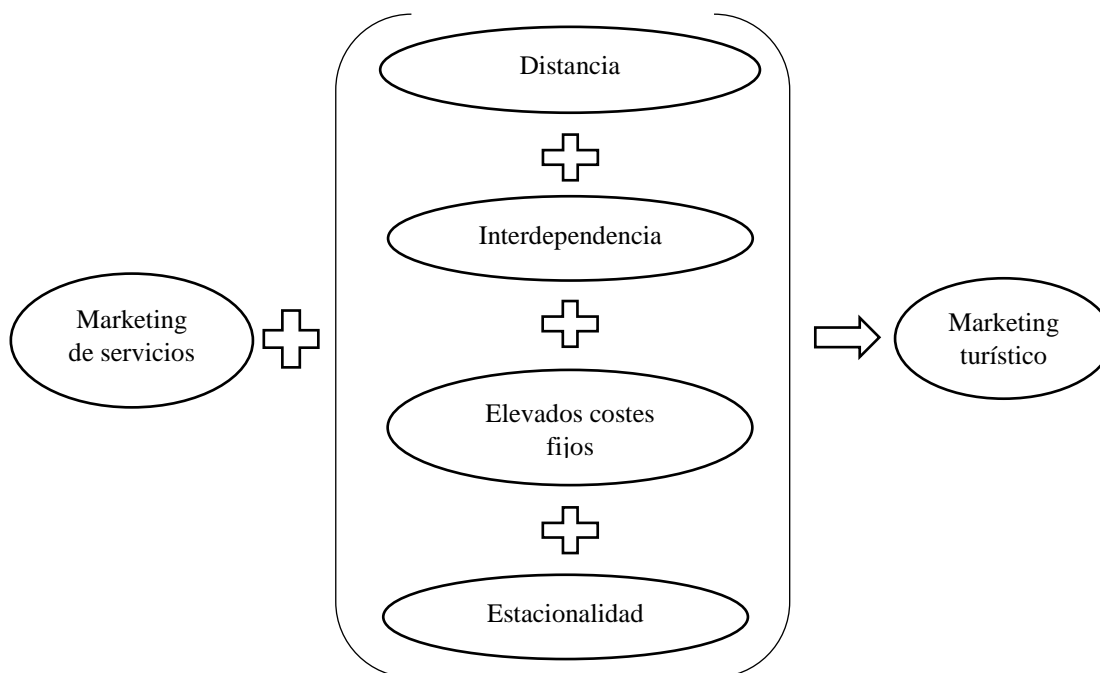 Distancia
Interdependencia
Marketing
de servicios
Elevados costes
fijos
Estacionalidad
Marketing
turístico